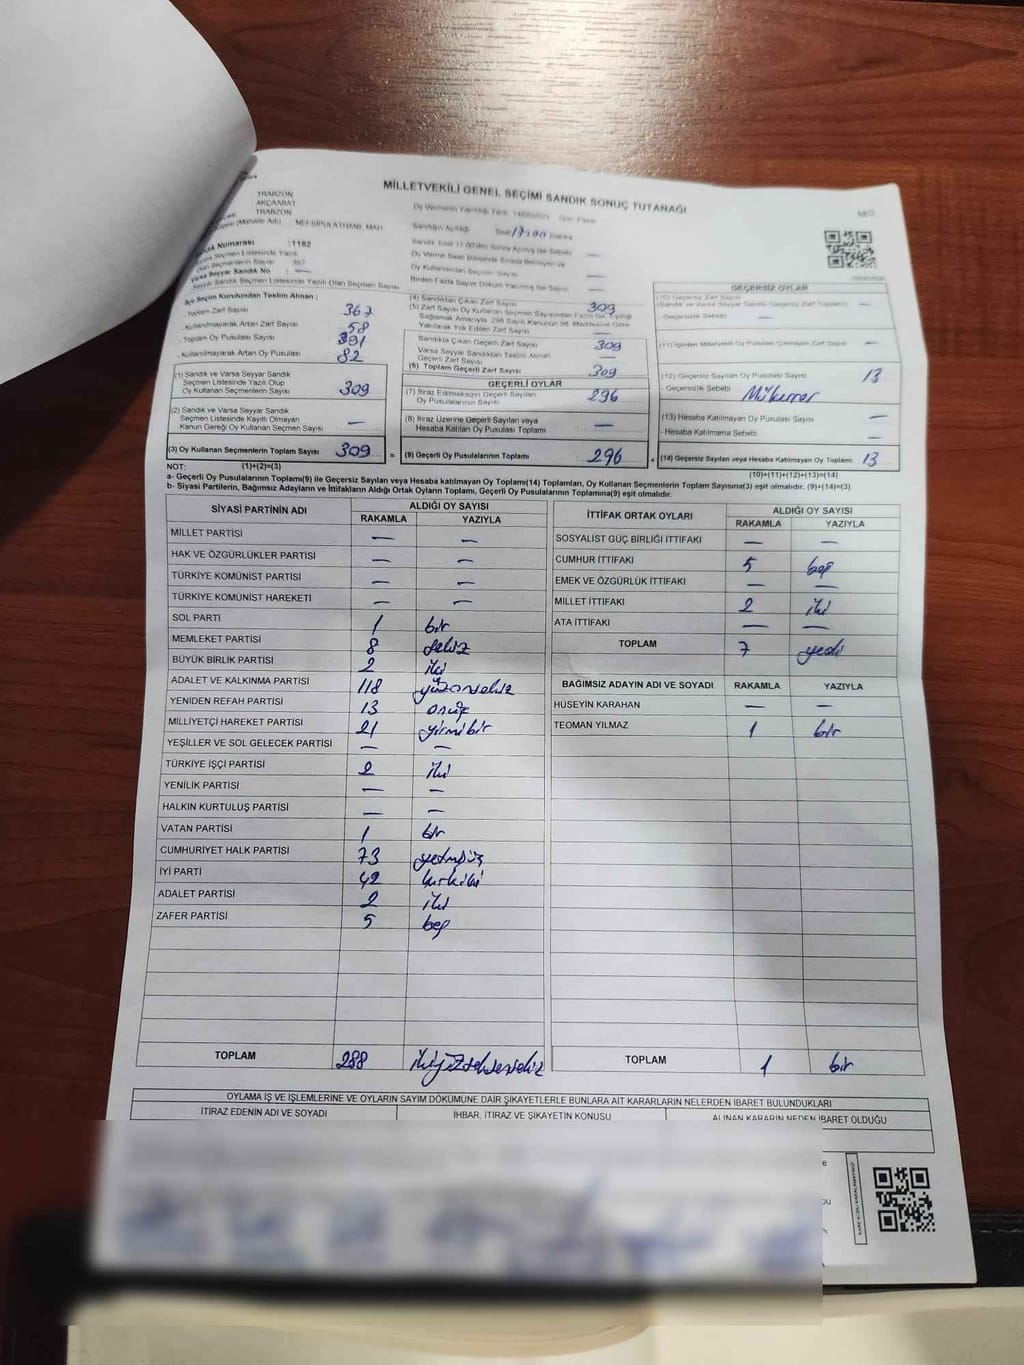 MİLLETVEKİLİ GENEL SEÇİMİ SANDIK SONUÇ TUTANAĞI
TRABZON
AKÇAABAT
TRABZON
Sandık Numarası :1182
İlçe Seçim Kurulundan Teslim Alınan :
- Toplam Zarf Sayısı 367
- Kullanılmayarak Artan Zarf Sayısı 58
- Toplam Oy Pusulası Sayısı 391
- Kullanılmayarak Artan Oy Pusulası 82
(1) Sandık ve Varsa Seyyar Sandık
Seçmen Listesinde Yazılı Olup
Oy Kullanan Seçmenlerin Sayısı 309
(2) Sandık ve Varsa Seyyar Sandık
Seçmen Listesinde Kayıtlı Olmayan
Kanun Gereği Oy Kullanan Seçmen Sayısı —
(3) Oy Kullanan Seçmenlerin Toplam Sayısı 309
(4) Sandıktan Çıkan Zarf Sayısı 309
Sandıkta Çıkan Geçerli Zarf Sayısı 309
Varsa Seyyar Sandıktan Teslim Alınan
Geçerli Zarf Sayısı —
(6) Toplam Geçerli Zarf Sayısı 309
GEÇERLİ OYLAR
(7) İtiraz Edilmeksizin Geçerli Sayılan
Oy Pusulalarının Sayısı 296
(8) İtiraz Üzerine Geçerli Sayılan veya
Hesaba Katılan Oy Pusulası Toplamı —
= (9) Geçerli Oy Pusulalarının Toplamı 296
GEÇERSİZ OYLAR
- Geçersizlik Sebebi —
(12) Geçersiz Sayılan Oy Pusulası Sayısı 13
- Geçersizlik Sebebi Mükerrer
(13) Hesaba Katılmayan Oy Pusulası Sayısı —
- Hesaba Katılmama Sebebi —
+ (14) Geçersiz Sayılan veya Hesaba Katılmayan Oy Toplamı 13
NOT: (1)+(2)=(3) (10)+(11)+(12)+(13)=(14)
a- Geçerli Oy Pusulalarının Toplamı(9) ile Geçersiz Sayılan veya Hesaba Katılmayan Oy Toplamı(14) Toplamları, Oy Kullanan Seçmenlerin Toplam Sayısına(3) eşit olmalıdır. (9)+(14)=(3)
b- Siyasi Partilerin, Bağımsız Adayların ve İttifakların Aldığı Ortak Oyların Toplamı, Geçerli Oy Pusulalarının Toplamına(9) eşit olmalıdır.
SİYASİ PARTİNİN ADI ALDIĞI OY SAYISI
RAKAMLA YAZIYLA
MİLLET PARTİSİ — —
HAK VE ÖZGÜRLÜKLER PARTİSİ — —
TÜRKİYE KOMÜNİST PARTİSİ — —
TÜRKİYE KOMÜNİST HAREKETİ — —
SOL PARTİ 1 bir
MEMLEKET PARTİSİ 8 sekiz
BÜYÜK BİRLİK PARTİSİ 2 iki
ADALET VE KALKINMA PARTİSİ 118 yüzonsekiz
YENİDEN REFAH PARTİSİ 13 onüç
MİLLİYETÇİ HAREKET PARTİSİ 21 yirmibir
YEŞİLLER VE SOL GELECEK PARTİSİ — —
TÜRKİYE İŞÇİ PARTİSİ 2 iki
YENİLİK PARTİSİ — —
HALKIN KURTULUŞ PARTİSİ — —
VATAN PARTİSİ 1 bir
CUMHURİYET HALK PARTİSİ 73 yetmişüç
İYİ PARTİ 42 kırkiki
ADALET PARTİSİ 2 iki
ZAFER PARTİSİ 5 beş
TOPLAM 288 ikiyüzseksensekiz
İTTİFAK ORTAK OYLARI ALDIĞI OY SAYISI
RAKAMLA YAZIYLA
SOSYALİST GÜÇ BİRLİĞİ İTTİFAKI — —
CUMHUR İTTİFAKI 5 beş
EMEK VE ÖZGÜRLÜK İTTİFAKI — —
MİLLET İTTİFAKI 2 iki
ATA İTTİFAKI — —
TOPLAM 7 yedi
BAĞIMSIZ ADAYIN ADI VE SOYADI RAKAMLA YAZIYLA
HÜSEYİN KARAHAN — —
TEOMAN YILMAZ 1 bir
TOPLAM 1 bir
OYLAMA İŞ VE İŞLEMLERİNE VE OYLARIN SAYIM DÖKÜMÜNE DAİR ŞİKAYETLERLE BUNLARA AİT KARARLARIN NELERDEN İBARET BULUNDUKLARI
İTİRAZ EDENİN ADI VE SOYADI İHBAR, İTİRAZ VE ŞİKAYETİN KONUSU ALINAN KARARIN NEDEN İBARET OLDUĞU